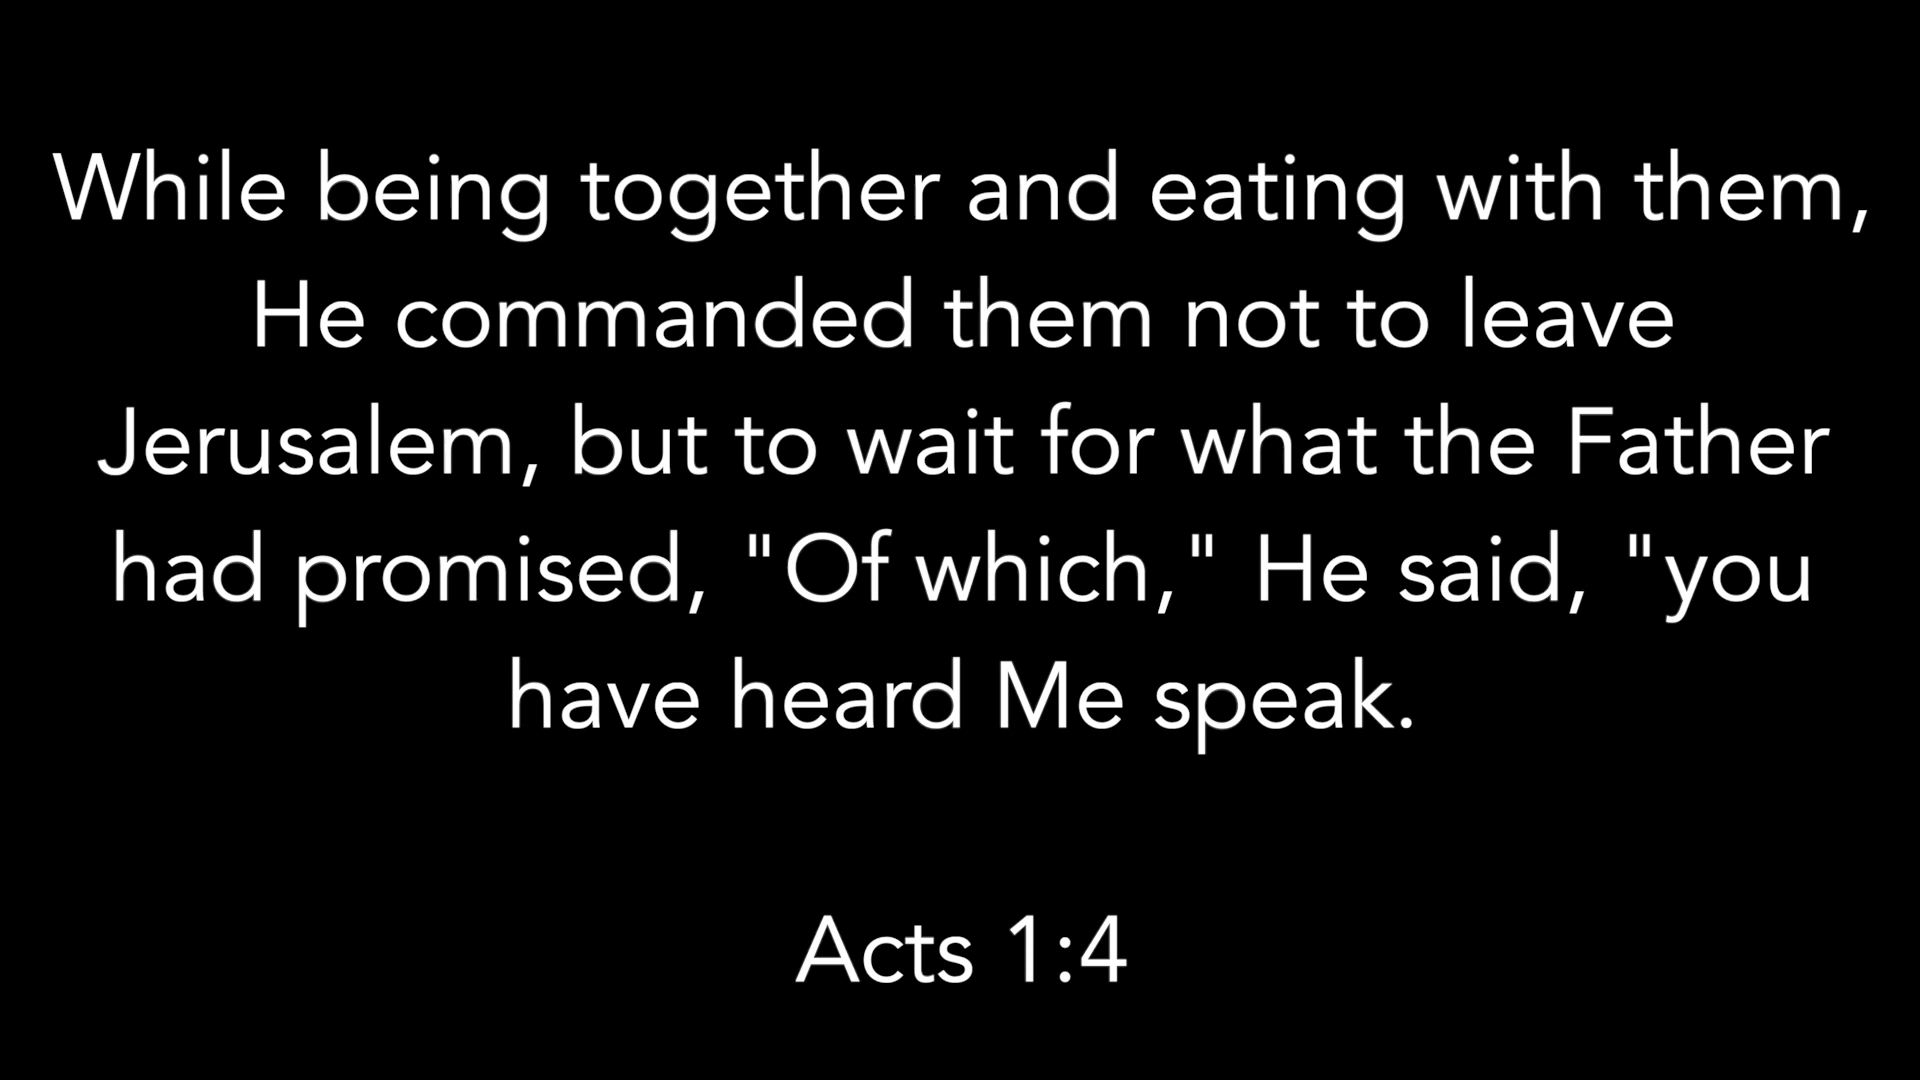 While being together and eating with them,
He commanded them not to leave
Jerusalem, but to wait for what the Father
had promised, "Of which," He said, "you
have heard Me speak.
Acts 1:4